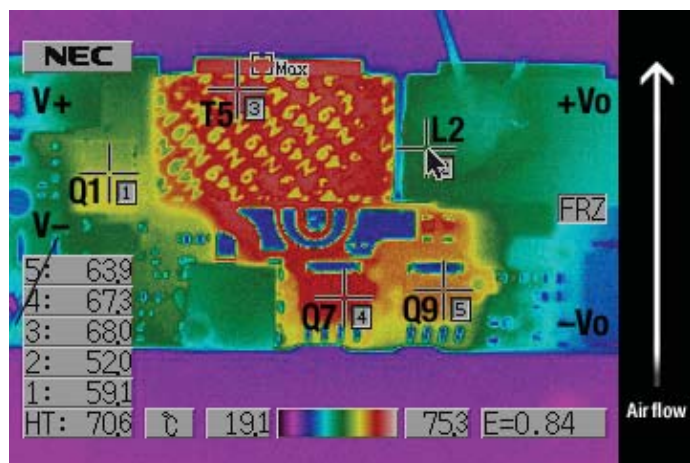 NEC
Max
V+
T5 3
+Vo
L2
2
Q1 1
FRZ
V–
5: 63.9
4: 67.3
3: 68.0
2: 52.0
1: 59.1
HT: 70.6
Q7 4
Q9 5
–Vo
℃ 19.1 75.3 E=0.84
Airflow